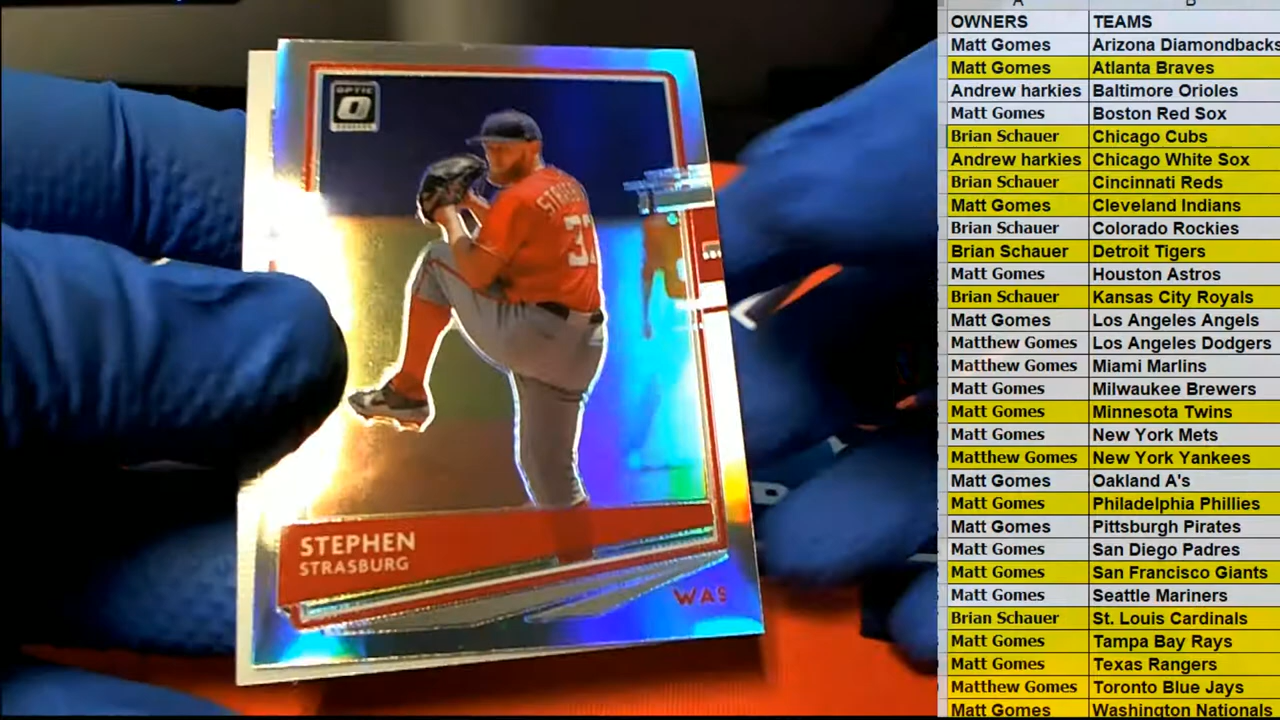 A B
OWNERS TEAMS
Matt Gomes Arizona Diamondbacks
Matt Gomes Atlanta Braves
Andrew harkies Baltimore Orioles
Matt Gomes Boston Red Sox
Brian Schauer Chicago Cubs
Andrew harkies Chicago White Sox
Brian Schauer Cincinnati Reds
Matt Gomes Cleveland Indians
Brian Schauer Colorado Rockies
Brian Schauer Detroit Tigers
Matt Gomes Houston Astros
Brian Schauer Kansas City Royals
Matt Gomes Los Angeles Angels
Matthew Gomes Los Angeles Dodgers
Matthew Gomes Miami Marlins
Matt Gomes Milwaukee Brewers
Matt Gomes Minnesota Twins
Matt Gomes New York Mets
Matthew Gomes New York Yankees
Matt Gomes Oakland A's
Matt Gomes Philadelphia Phillies
Matt Gomes Pittsburgh Pirates
Matt Gomes San Diego Padres
Matt Gomes San Francisco Giants
Matt Gomes Seattle Mariners
Brian Schauer St. Louis Cardinals
Matt Gomes Tampa Bay Rays
Matt Gomes Texas Rangers
Matthew Gomes Toronto Blue Jays
Matt Gomes Washington Nationals
OPTIC
37
STEPHEN
STRASBURG
WAS